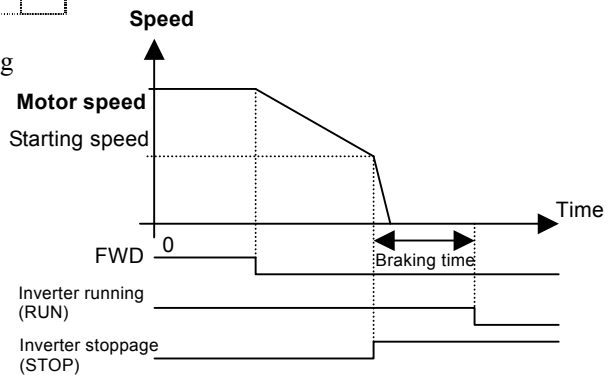 Speed
g
Motor speed
Starting speed
Time
0
FWD
Braking time
Inverter running
(RUN)
Inverter stoppage
(STOP)